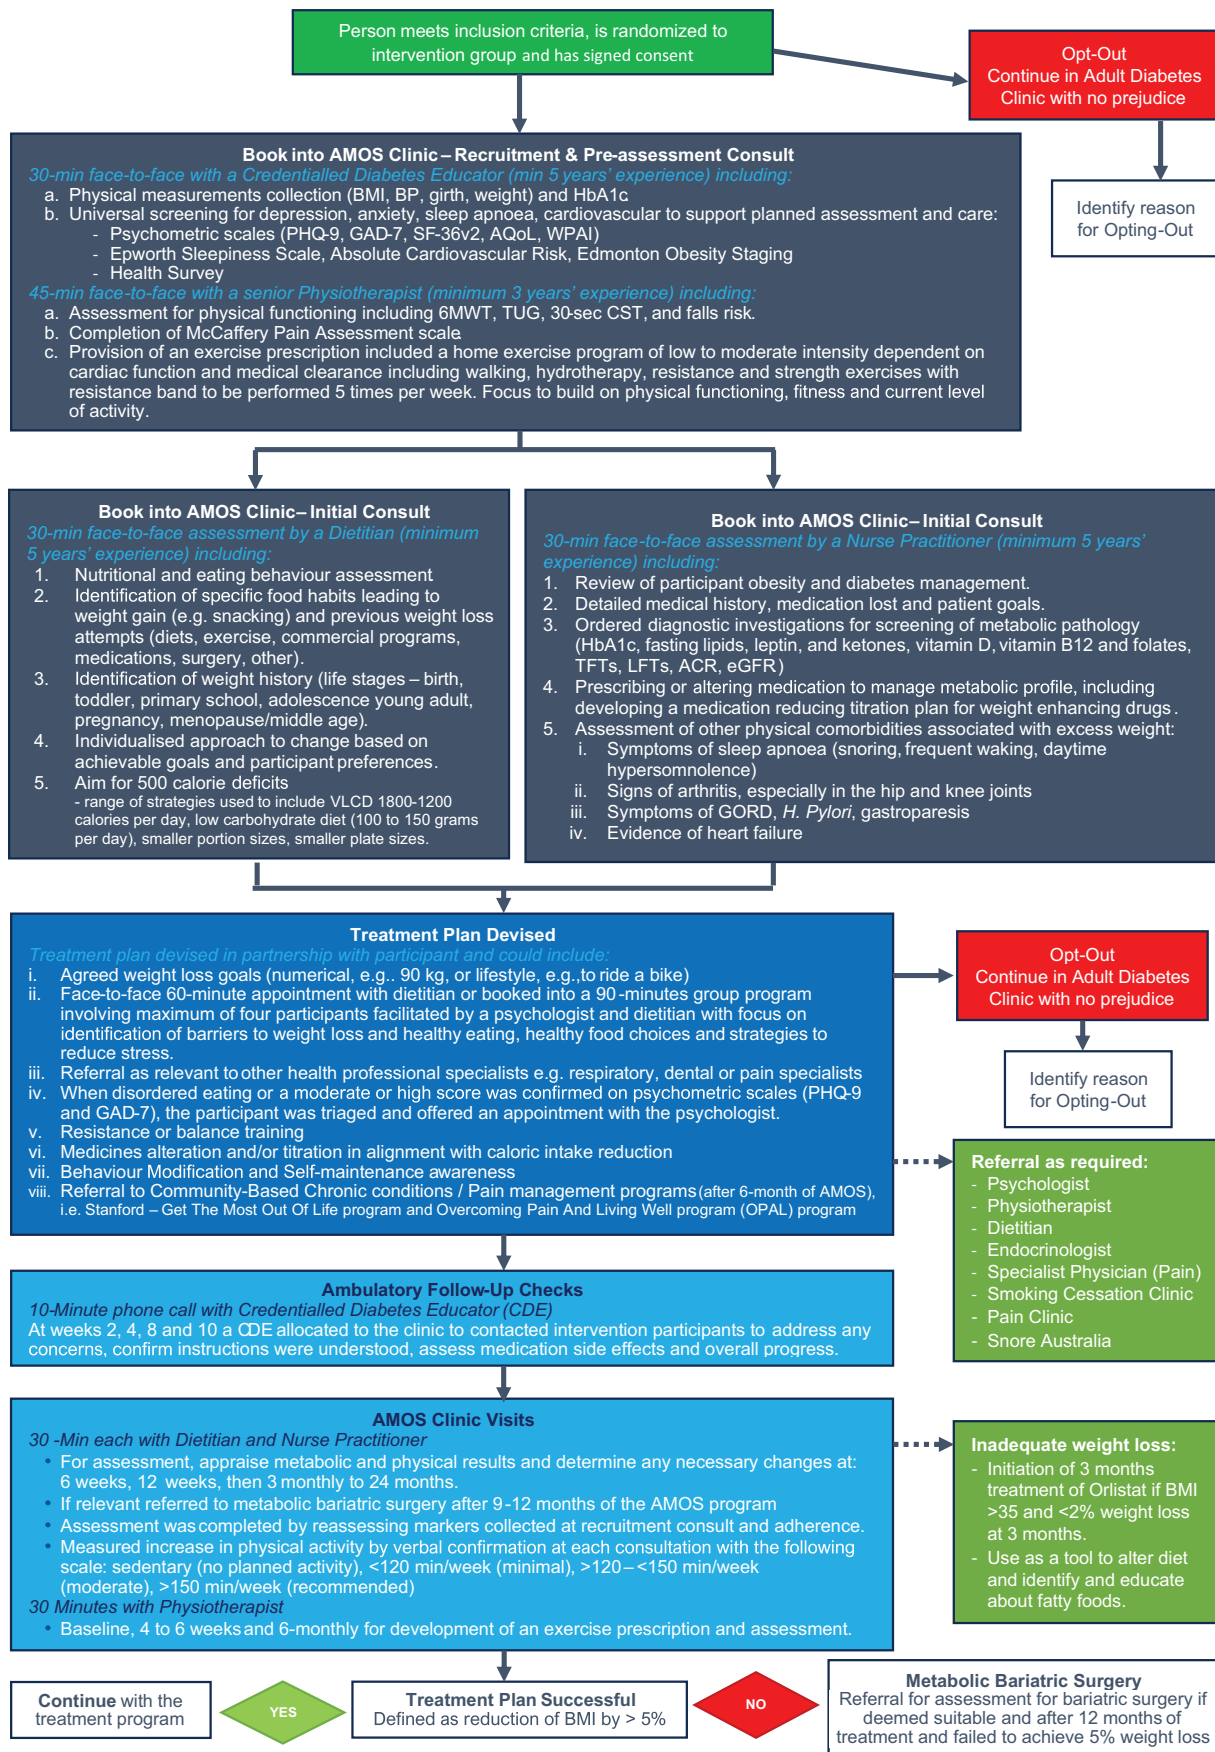 Person meets inclusion criteria, is randomized to
intervention group and has signed consent
Opt-Out
Continue in Adult Diabetes
Clinic with no prejudice
Identify reason
for Opting-Out
Book into AMOS Clinic – Recruitment & Pre-assessment Consult
30-min face-to-face with a Credentialled Diabetes Educator (min 5 years’ experience) including:
a. Physical measurements collection (BMI, BP, girth, weight) and HbA1c
b. Universal screening for depression, anxiety, sleep apnoea, cardiovascular to support planned assessment and care:
- Psychometric scales (PHQ-9, GAD-7, SF-36v2, AQoL, WPAI)
- Epworth Sleepiness Scale, Absolute Cardiovascular Risk, Edmonton Obesity Staging
- Health Survey
45-min face-to-face with a senior Physiotherapist (minimum 3 years’ experience) including:
a. Assessment for physical functioning including 6MWT, TUG, 30-sec CST, and falls risk.
b. Completion of McCaffery Pain Assessment scale
c. Provision of an exercise prescription included a home exercise program of low to moderate intensity dependent on
cardiac function and medical clearance including walking, hydrotherapy, resistance and strength exercises with
resistance band to be performed 5 times per week. Focus to build on physical functioning, fitness and current level
of activity.
Book into AMOS Clinic– Initial Consult
30-min face-to-face assessment by a Dietitian (minimum
5 years’ experience) including:
1. Nutritional and eating behaviour assessment
2. Identification of specific food habits leading to
weight gain (e.g. snacking) and previous weight loss
attempts (diets, exercise, commercial programs,
medications, surgery, other).
3. Identification of weight history (life stages – birth,
toddler, primary school, adolescence young adult,
pregnancy, menopause/middle age).
4. Individualised approach to change based on
achievable goals and participant preferences.
5. Aim for 500 calorie deficits
- range of strategies used to include VLCD 1800-1200
calories per day, low carbohydrate diet (100 to 150 grams
per day), smaller portion sizes, smaller plate sizes.
Book into AMOS Clinic– Initial Consult
30-min face-to-face assessment by a Nurse Practitioner (minimum 5 years’
experience) including:
1. Review of participant obesity and diabetes management.
2. Detailed medical history, medication lost and patient goals.
3. Ordered diagnostic investigations for screening of metabolic pathology
(HbA1c, fasting lipids, leptin, and ketones, vitamin D, vitamin B12 and folates,
TFTs, LFTs, ACR, eGFR)
4. Prescribing or altering medication to manage metabolic profile, including
developing a medication reducing titration plan for weight enhancing drugs.
5. Assessment of other physical comorbidities associated with excess weight:
i. Symptoms of sleep apnoea (snoring, frequent waking, daytime
hypersomnolence)
ii. Signs of arthritis, especially in the hip and knee joints
iii. Symptoms of GORD, H. Pylori, gastroparesis
iv. Evidence of heart failure
Treatment Plan Devised
Treatment plan devised in partnership with participant and could include:
i. Agreed weight loss goals (numerical, e.g.. 90 kg, or lifestyle, e.g.,to ride a bike)
ii. Face-to-face 60-minute appointment with dietitian or booked into a 90-minutes group program
involving maximum of four participants facilitated by a psychologist and dietitian with focus on
identification of barriers to weight loss and healthy eating, healthy food choices and strategies to
reduce stress.
iii. Referral as relevant to other health professional specialists e.g. respiratory, dental or pain specialists
iv. When disordered eating or a moderate or high score was confirmed on psychometric scales (PHQ-9
and GAD-7), the participant was triaged and offered an appointment with the psychologist.
v. Resistance or balance training
vi. Medicines alteration and/or titration in alignment with caloric intake reduction
vii. Behaviour Modification and Self-maintenance awareness
viii. Referral to Community-Based Chronic conditions / Pain management programs (after 6-month of AMOS),
i.e. Stanford – Get The Most Out Of Life program and Overcoming Pain And Living Well program (OPAL) program
Opt-Out
Continue in Adult Diabetes
Clinic with no prejudice
Identify reason
for Opting-Out
Referral as required:
- Psychologist
- Physiotherapist
- Dietitian
- Endocrinologist
- Specialist Physician (Pain)
- Smoking Cessation Clinic
- Pain Clinic
- Snore Australia
Ambulatory Follow-Up Checks
10-Minute phone call with Credentialled Diabetes Educator (CDE)
At weeks 2, 4, 8 and 10 a CDE allocated to the clinic to contacted intervention participants to address any
concerns, confirm instructions were understood, assess medication side effects and overall progress.
AMOS Clinic Visits
30 -Min each with Dietitian and Nurse Practitioner
• For assessment, appraise metabolic and physical results and determine any necessary changes at:
6 weeks, 12 weeks, then 3 monthly to 24 months.
• If relevant referred to metabolic bariatric surgery after 9-12 months of the AMOS program
• Assessment was completed by reassessing markers collected at recruitment consult and adherence.
• Measured increase in physical activity by verbal confirmation at each consultation with the following
scale: sedentary (no planned activity), <120 min/week (minimal), >120 – <150 min/week
(moderate), >150 min/week (recommended)
30 Minutes with Physiotherapist
• Baseline, 4 to 6 weeks and 6-monthly for development of an exercise prescription and assessment.
Inadequate weight loss:
- Initiation of 3 months
treatment of Orlistat if BMI
>35 and <2% weight loss
at 3 months.
- Use as a tool to alter diet
and identify and educate
about fatty foods.
Continue with the
treatment program
YES
Treatment Plan Successful
Defined as reduction of BMI by > 5%
NO
Metabolic Bariatric Surgery
Referral for assessment for bariatric surgery if
deemed suitable and after 12 months of
treatment and failed to achieve 5% weight loss